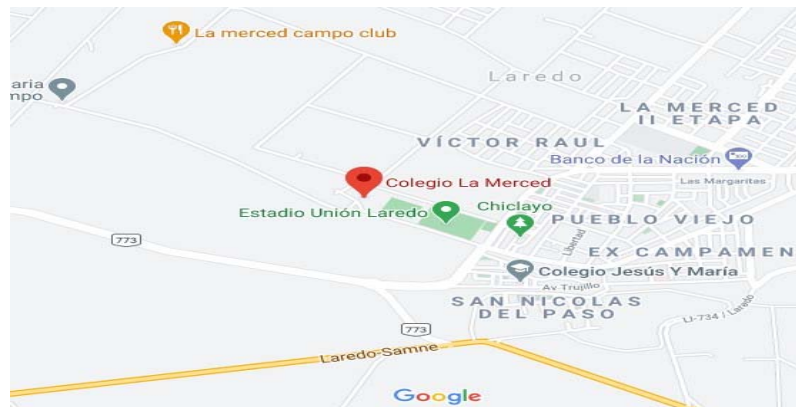 La merced campo club
Laredo
aria
mpo
LA MERCED
II ETAPA
VÍCTOR RAUL
Banco de la Nación
Colegio La Merced
Las Margaritas
Estadio Unión Laredo
Chiclayo
PUEBLO VIEJO
Libertad
773
EX CAMPAMEN
Colegio Jesús Y María
Av Trujillo
SAN NICOLAS
DEL PASO
LI-734 / Laredo
773
Laredo-Samne
Google